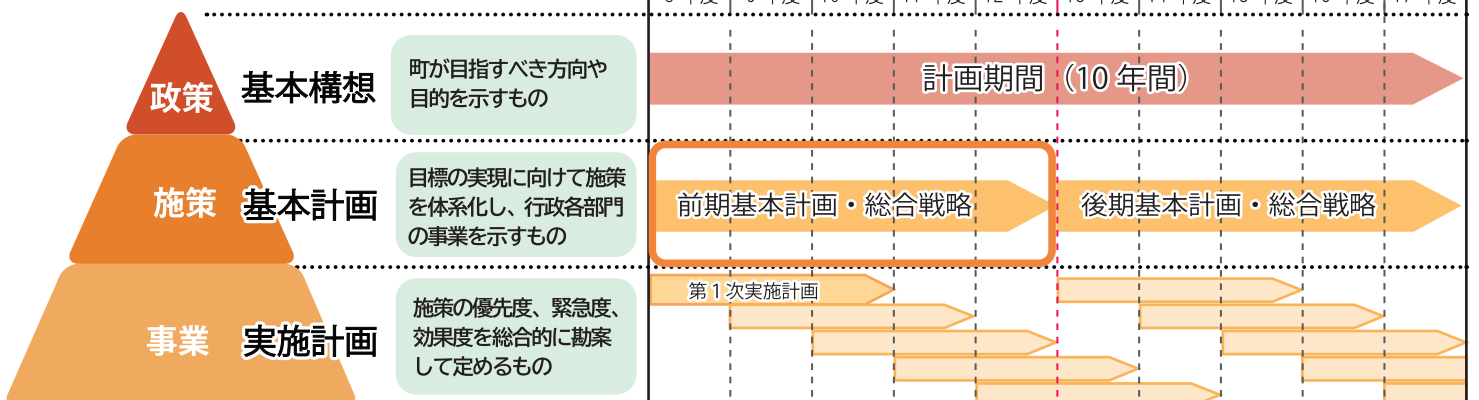 政策
基本構想
町が目指すべき方向や
目的を示すもの
計画期間（10 年間）
施策
基本計画
目標の実現に向けて施策
を体系化し、行政各部門
の事業を示すもの
前期基本計画・総合戦略
後期基本計画・総合戦略
事業
実施計画
施策の優先度、緊急度、
効果度を総合的に勘案
して定めるもの
第 1 次実施計画